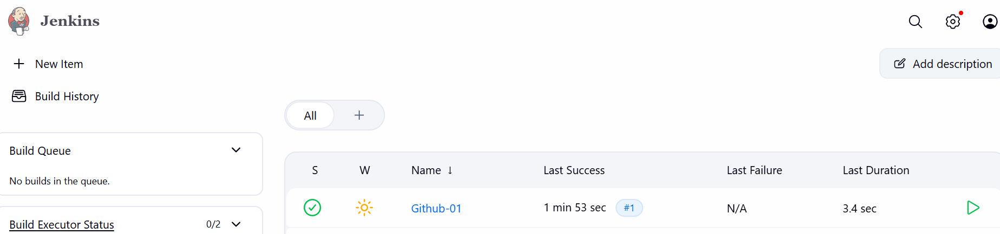 Jenkins
New Item
Add description
Build History
All
Build Queue
No builds in the queue.
Build Executor Status 0/2
S W Name ↓ Last Success Last Failure Last Duration
Github-01 1 min 53 sec #1 N/A 3.4 sec